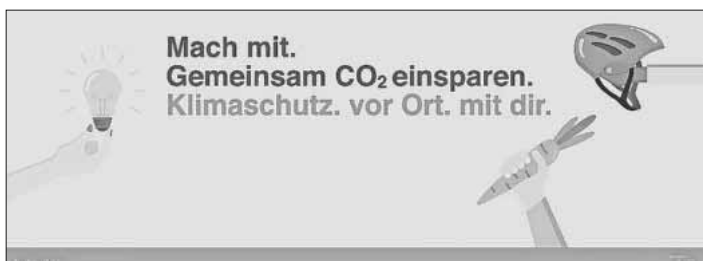 Mach mit.
Gemeinsam CO₂ einsparen.
Klimaschutz. vor Ort. mit dir.